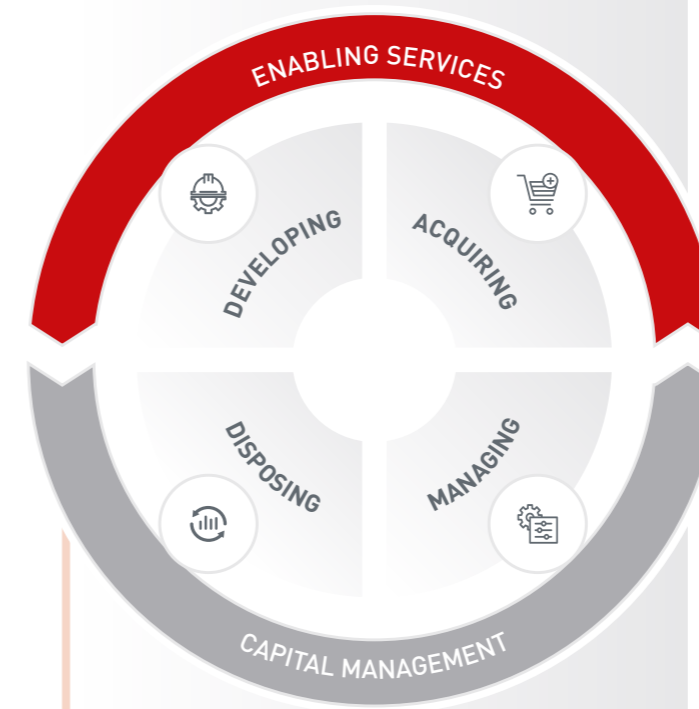 ENABLING SERVICES
DEVELOPING
ACQUIRING
DISPOSING
MANAGING
CAPITAL MANAGEMENT